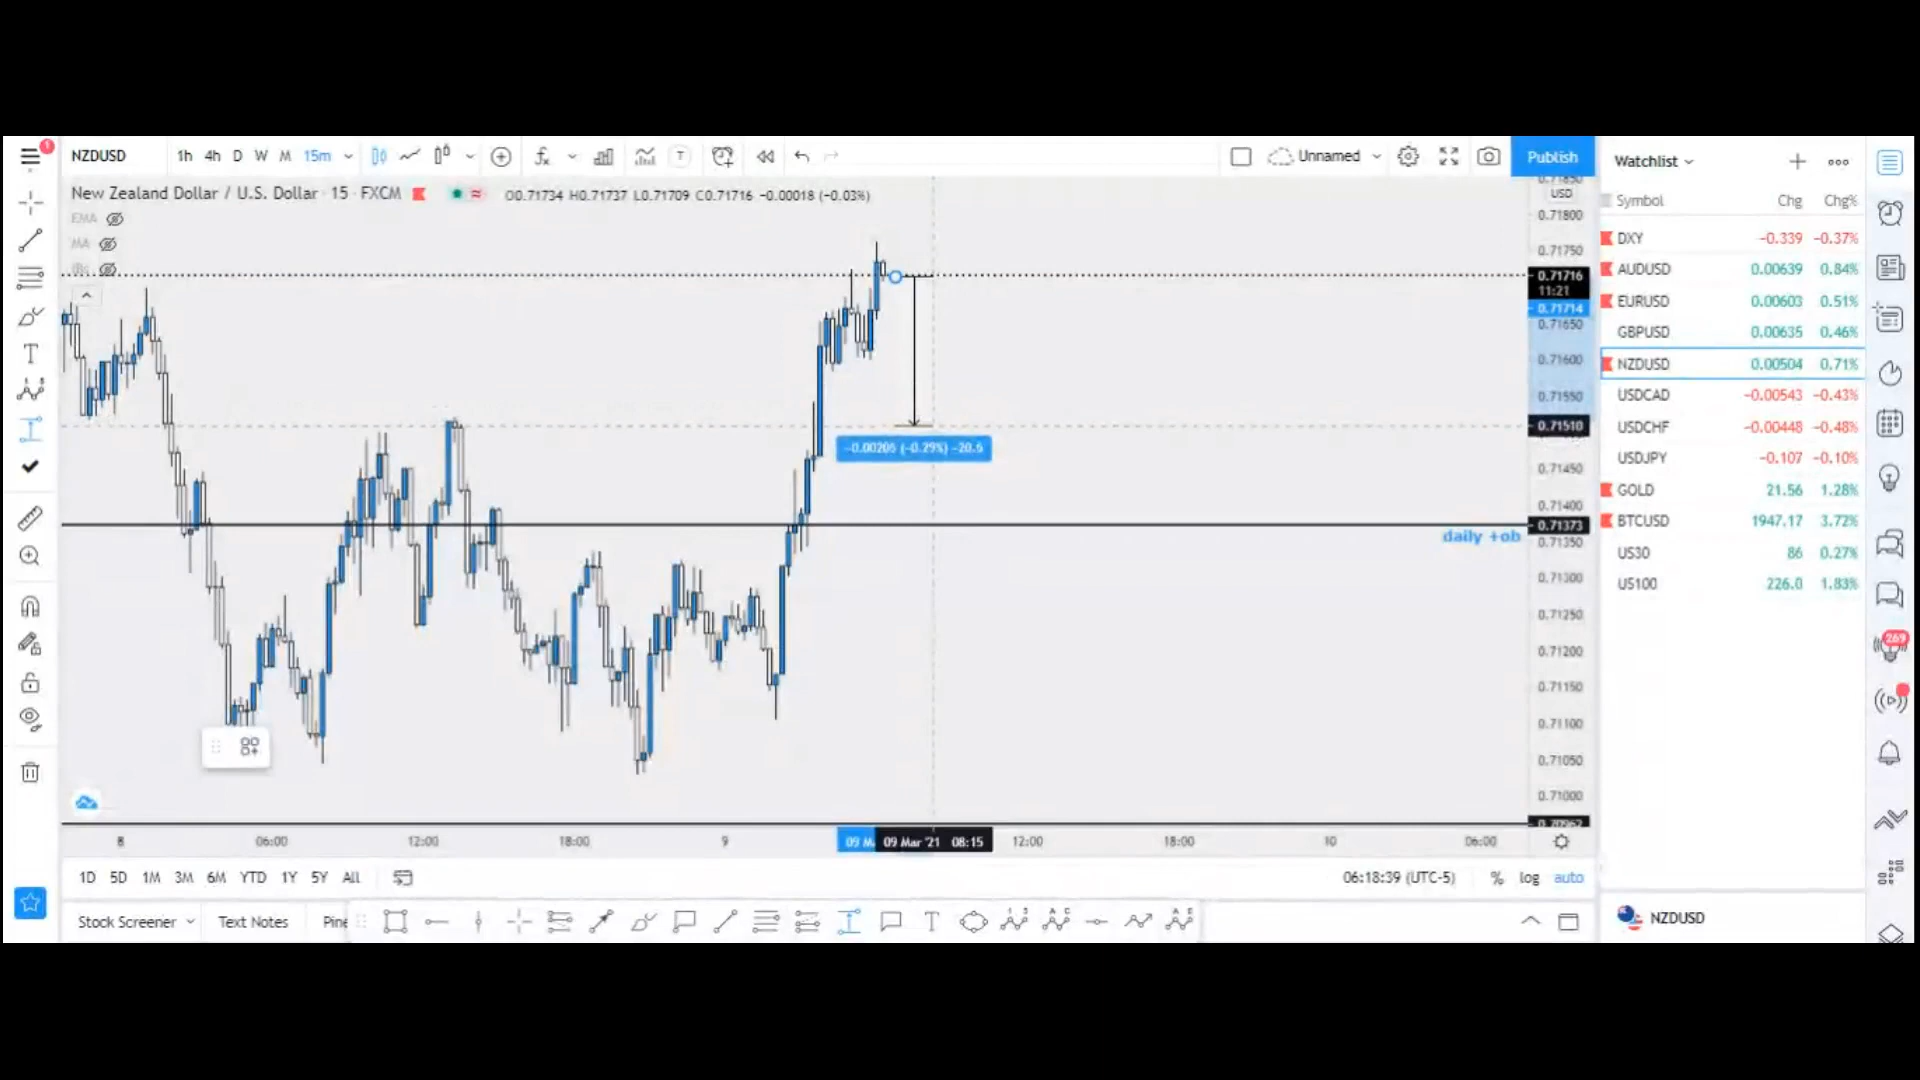 NZDUSD 1h 4h D W M 15m Unnamed Publish
New Zealand Dollar / U.S. Dollar · 15 · FXCM O0.71734 H0.71737 L0.71709 C0.71716 −0.00018 (−0.03%)
EMA
MA
USD
0.71800
0.71750
0.71716
11:21
0.71714
0.71650
0.71600
0.71550
0.71510
0.71450
0.71400
0.71373
0.71350
0.71300
0.71250
0.71200
0.71150
0.71100
0.71050
0.71000
daily +ob
8 06:00 12:00 18:00 9 09 Mar '21 08:15 12:00 18:00 10 06:00
1D 5D 1M 3M 6M YTD 1Y 5Y All 06:18:39 (UTC-5) % log auto
Stock Screener Text Notes Pine
Watchlist
Symbol Chg Chg%
DXY −0.339 −0.37%
AUDUSD 0.00639 0.84%
EURUSD 0.00603 0.51%
GBPUSD 0.00635 0.46%
NZDUSD 0.00504 0.71%
USDCAD −0.00543 −0.43%
USDCHF −0.00448 −0.48%
USDJPY −0.107 −0.10%
GOLD 21.56 1.28%
BTCUSD 1947.17 3.72%
US30 86 0.27%
US100 226.0 1.83%
269
NZDUSD